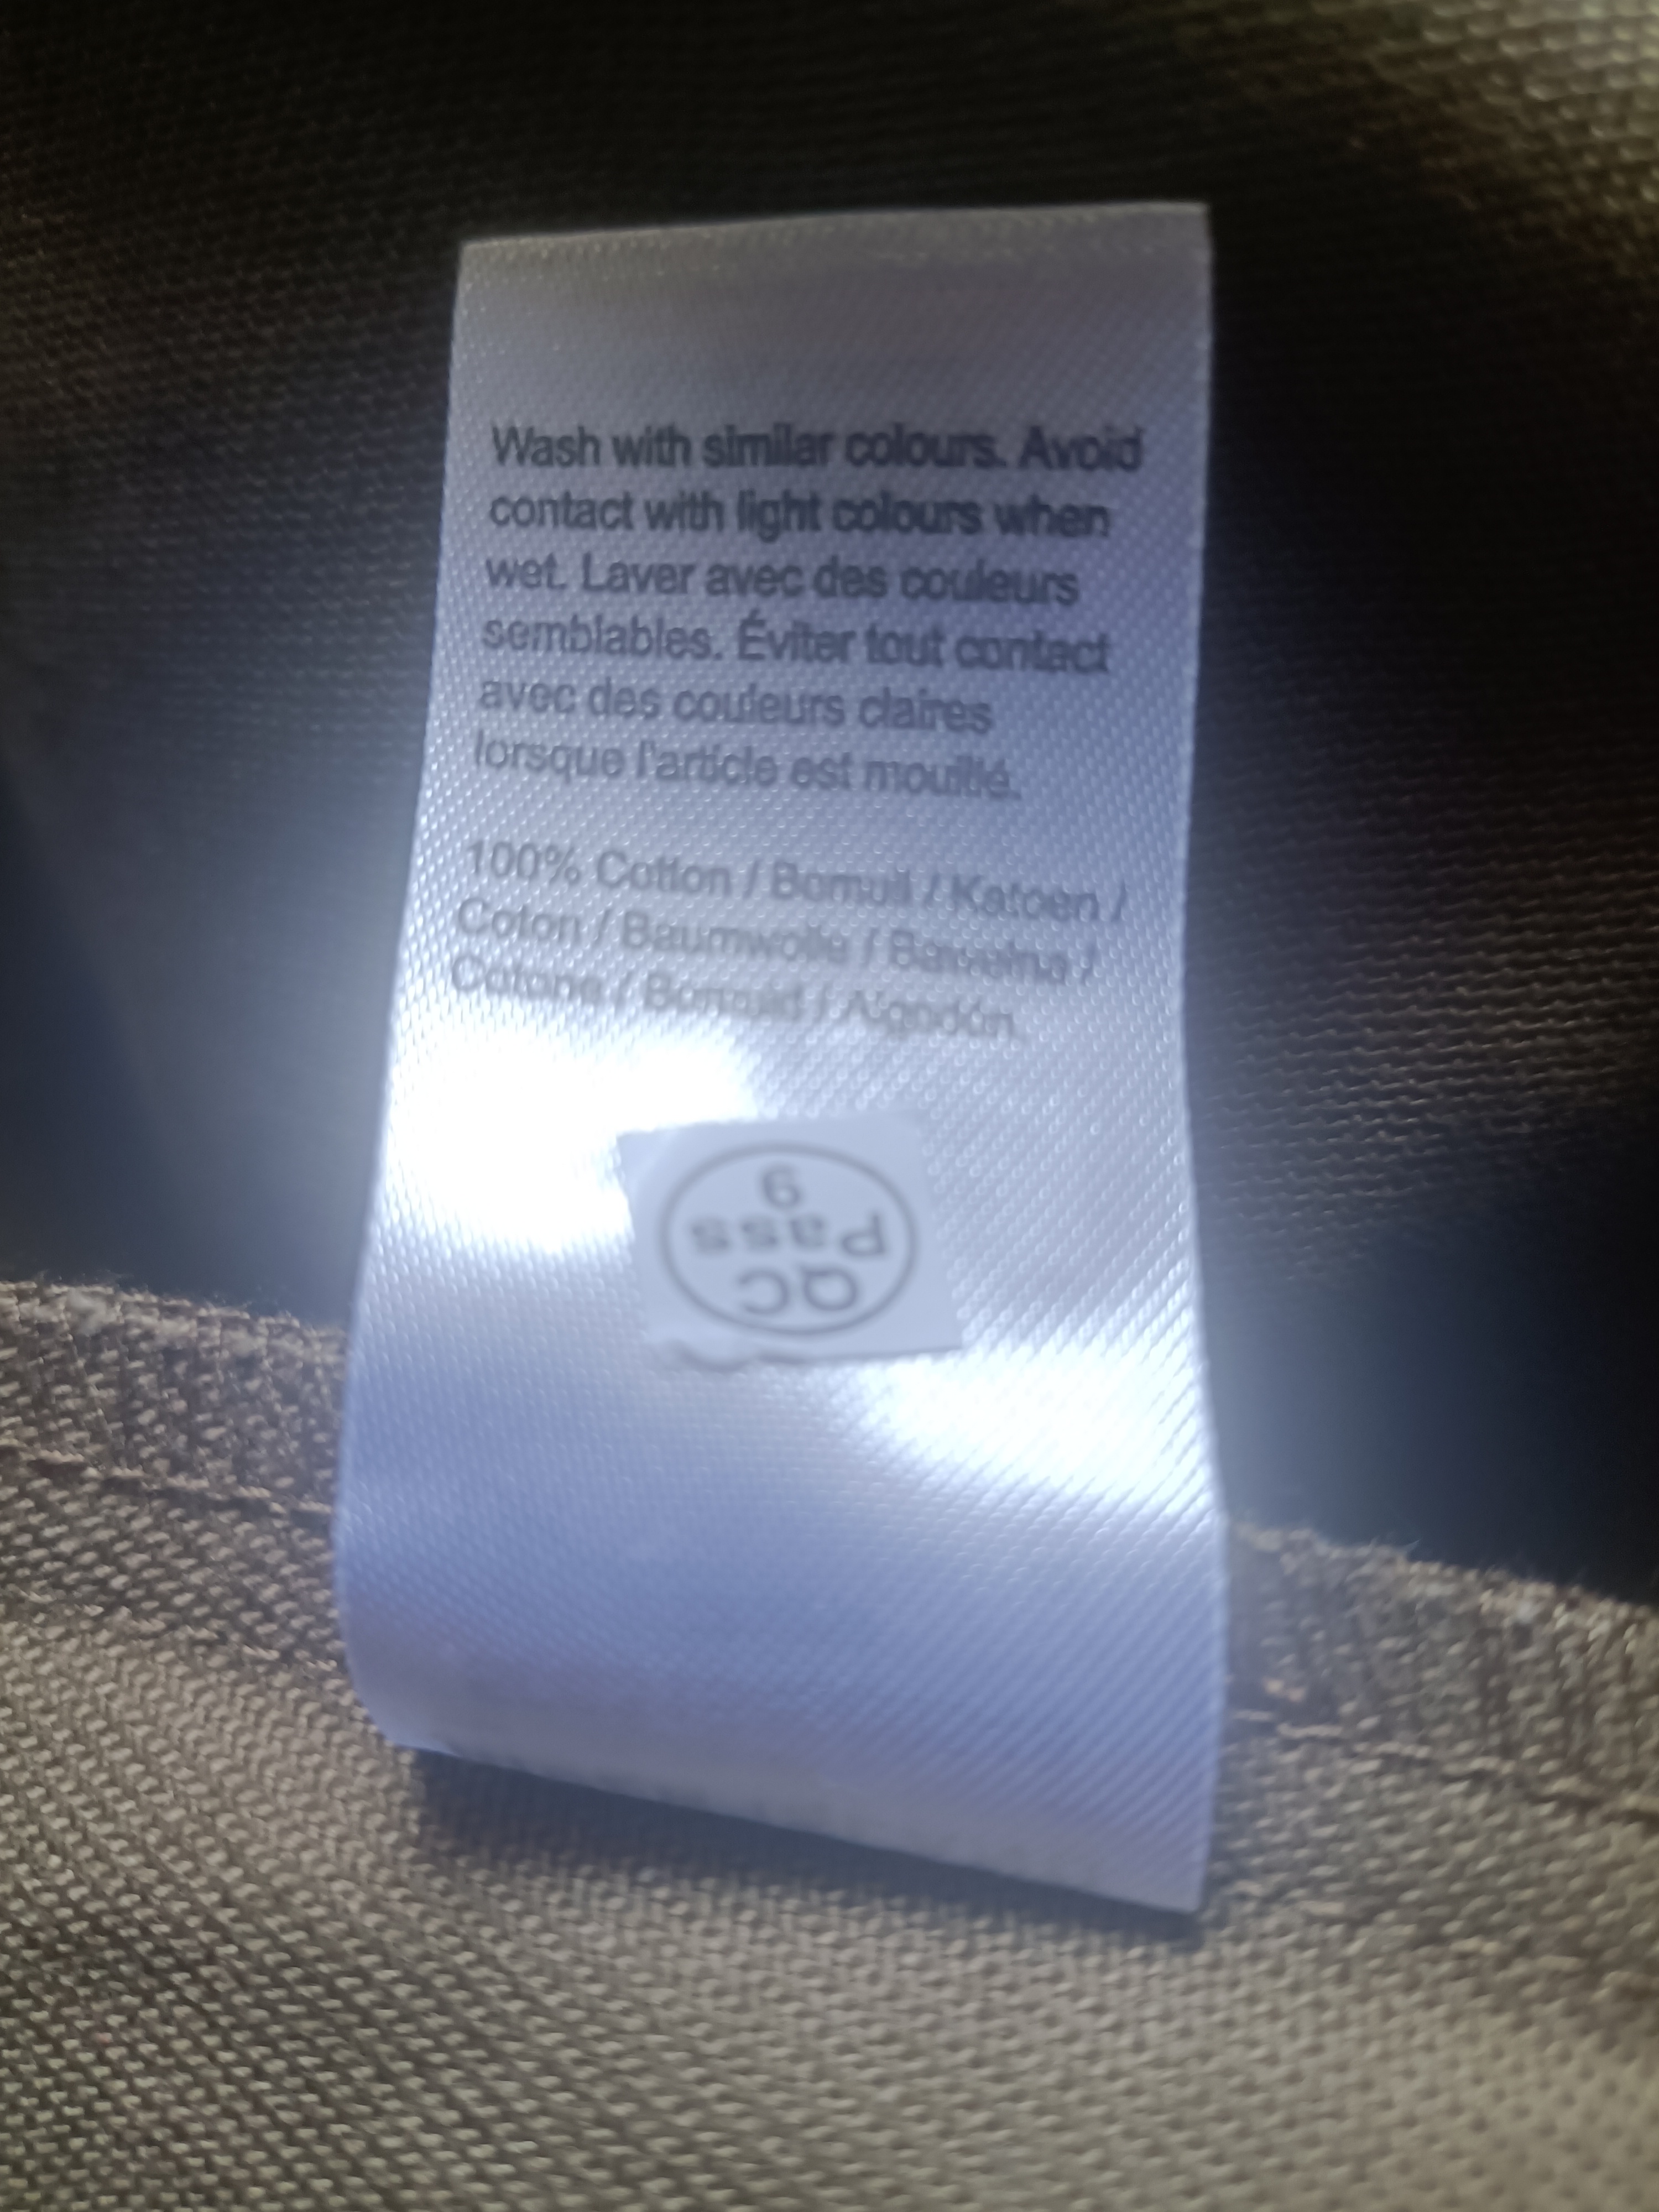 Wash with similar colours. Avoid
contact with light colours when
wet. Laver avec des couleurs
semblables. Éviter tout contact
avec des couleurs claires
lorsque l'article est mouillé.
100% Cotton / Bomull / Katoen /
Coton / Baumwolle / Bawełna /
Cotone / Bomuld / Algodón
QC
Pass
9